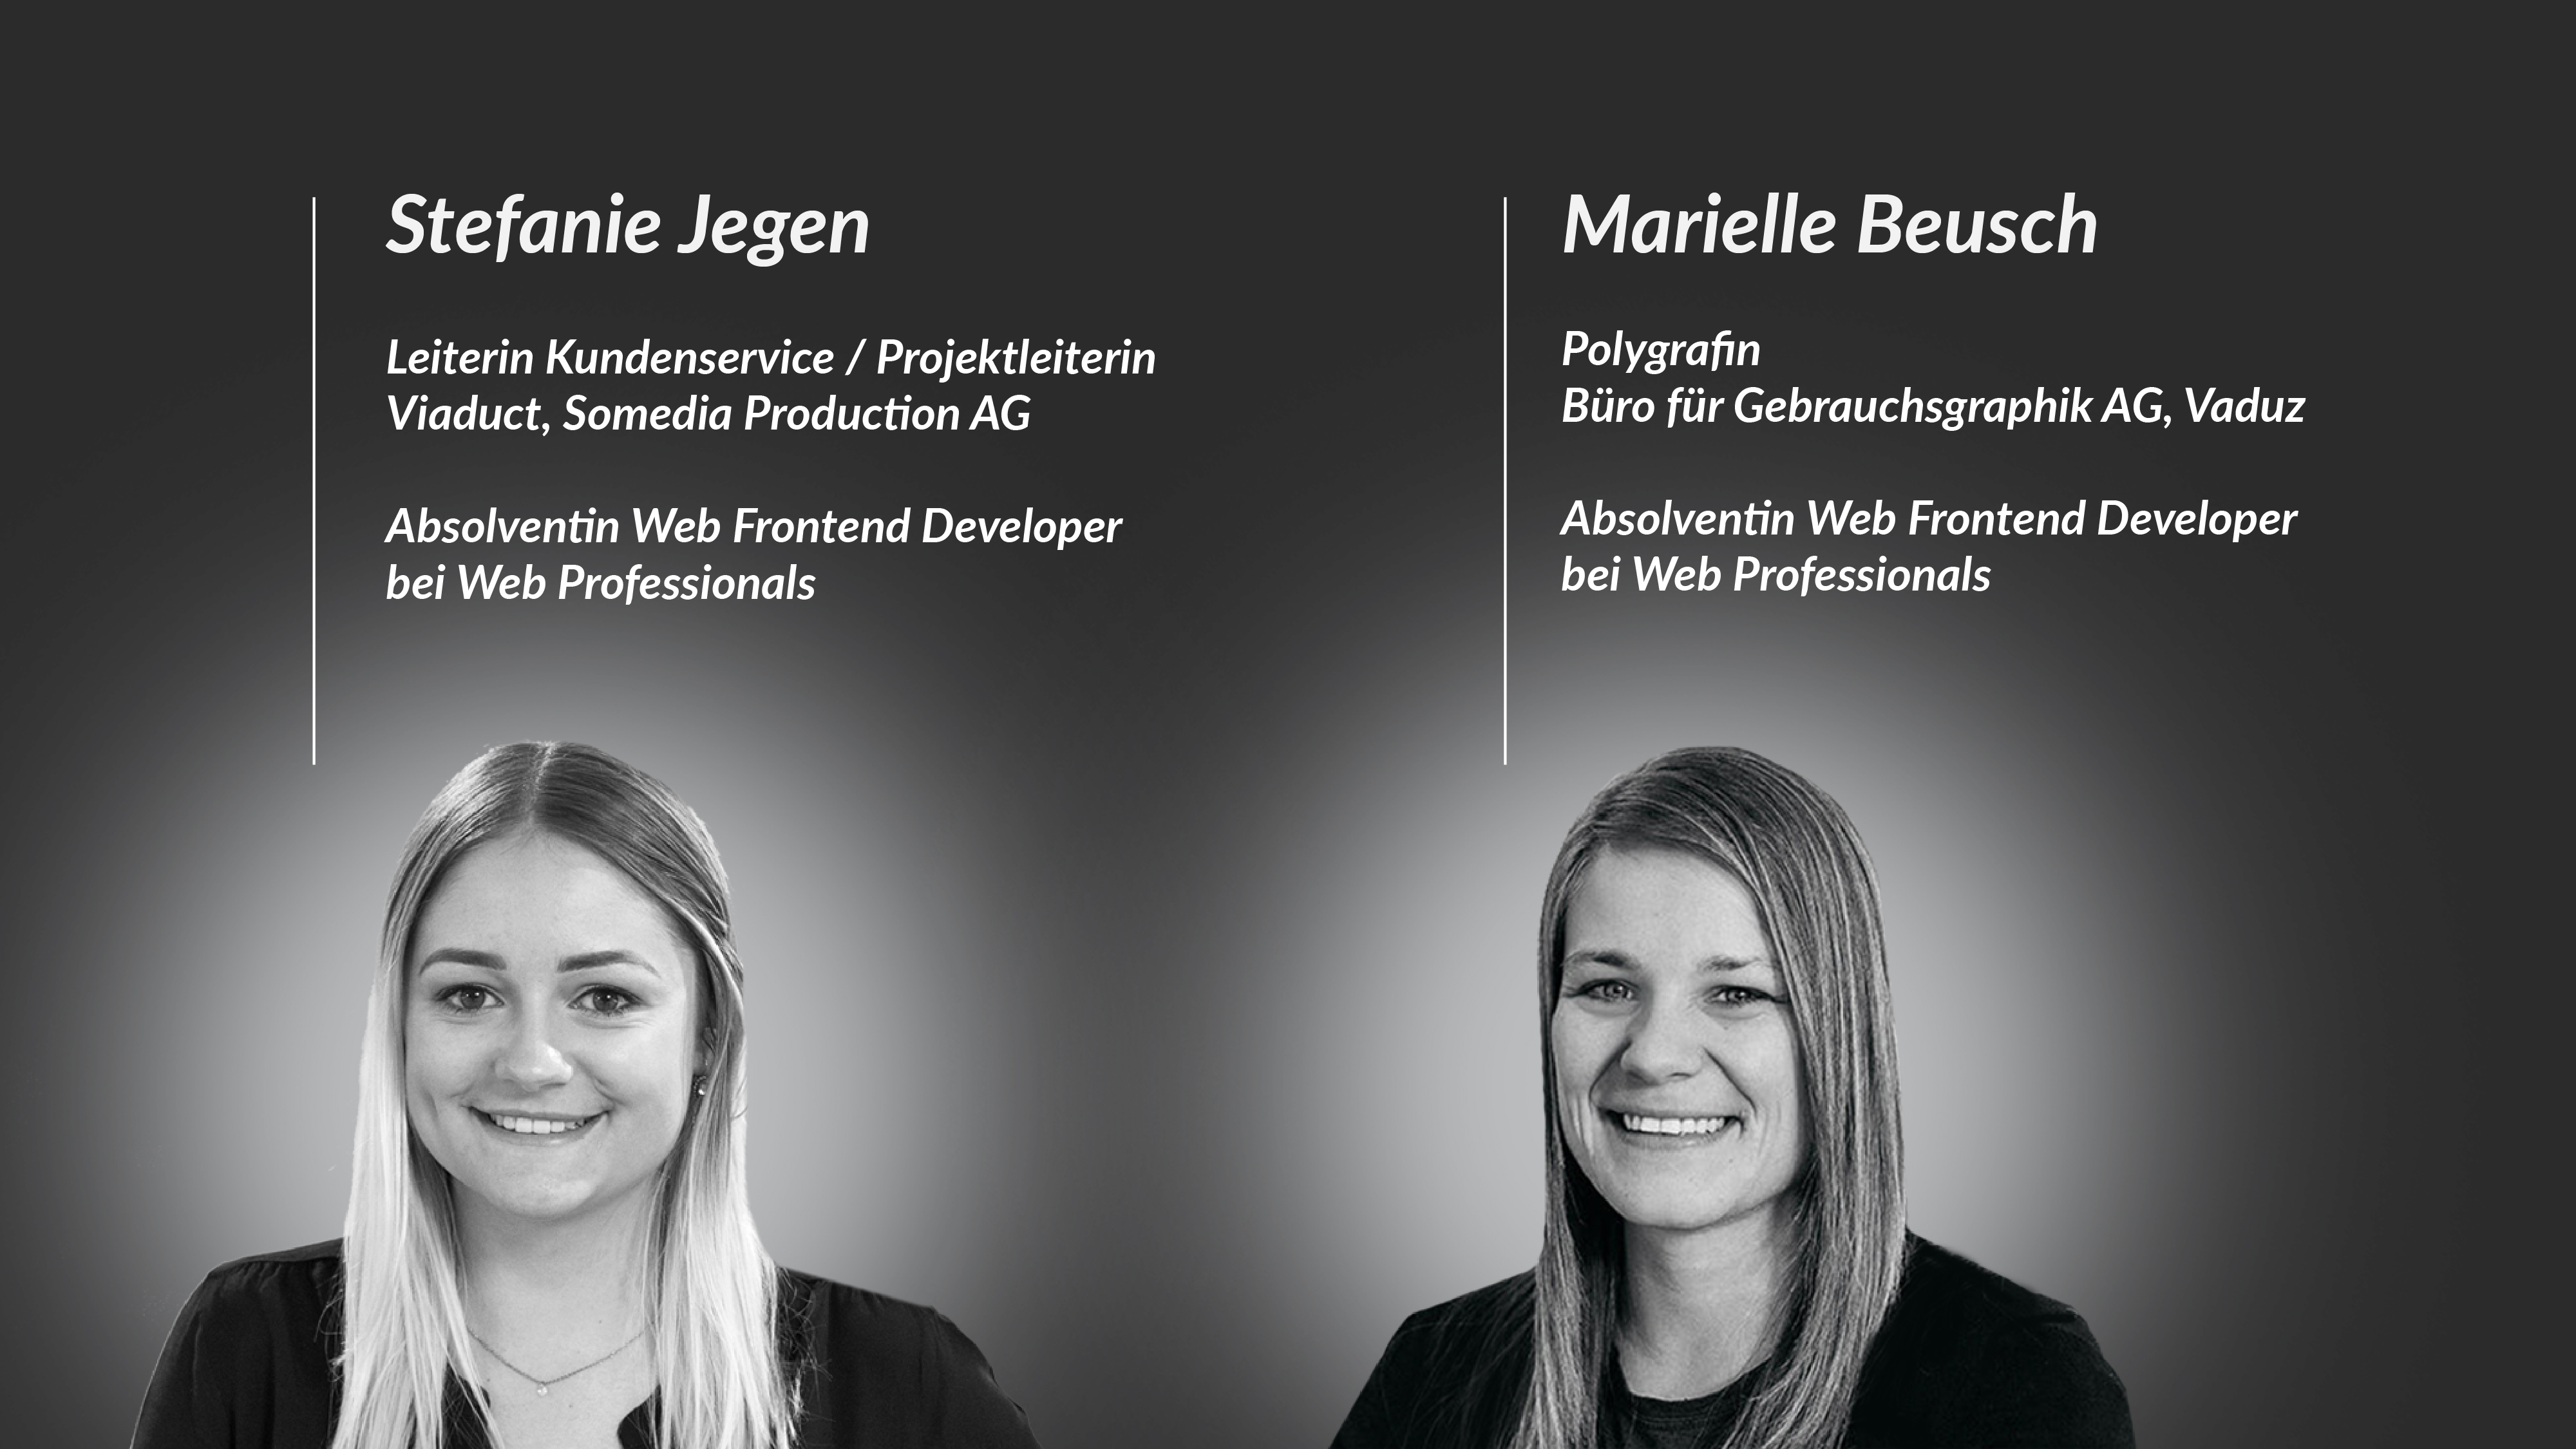 Stefanie Jegen
Leiterin Kundenservice / Projektleiterin
Viaduct, Somedia Production AG
Absolventin Web Frontend Developer
bei Web Professionals
Marielle Beusch
Polygrafin
Büro für Gebrauchsgraphik AG, Vaduz
Absolventin Web Frontend Developer
bei Web Professionals